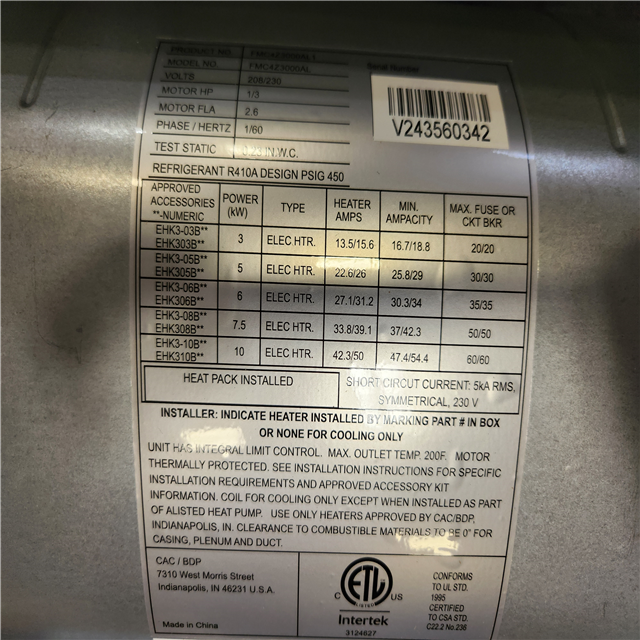 PRODUCT NO. FMC4Z3000AL1
MODEL NO. FMC4Z3000AL
Serial Number
VOLTS 208/230
MOTOR HP 1/3
V243560342
MOTOR FLA 2.6
PHASE / HERTZ 1/60
TEST STATIC IN.W.C.
REFRIGERANT R410A DESIGN PSIG 450
APPROVED ACCESSORIES **-NUMERIC POWER (kW) TYPE HEATER AMPS MIN. AMPACITY MAX. FUSE OR CKT BKR
EHK3-03B** EHK303B** 3 ELEC HTR. 13.5/15.6 16.7/18.8 20/20
EHK3-05B** EHK305B** 5 ELEC HTR. 22.6/26 25.8/29 30/30
EHK3-06B** EHK306B** 6 ELEC HTR. 27.1/31.2 30.3/34 35/35
EHK3-08B** EHK308B** 7.5 ELEC HTR. 33.8/39.1 37/42.3 50/50
EHK3-10B** EHK310B** 10 ELEC HTR. 42.3/50 47.4/54.4 60/60
HEAT PACK INSTALLED
SHORT CIRCUT CURRENT: 5kA RMS,
SYMMETRICAL, 230 V
INSTALLER: INDICATE HEATER INSTALLED BY MARKING PART # IN BOX
OR NONE FOR COOLING ONLY
UNIT HAS INTEGRAL LIMIT CONTROL. MAX. OUTLET TEMP. 200F. MOTOR
THERMALLY PROTECTED. SEE INSTALLATION INSTRUCTIONS FOR SPECIFIC
INSTALLATION REQUIREMENTS AND APPROVED ACCESSORY KIT
INFORMATION. COIL FOR COOLING ONLY EXCEPT WHEN INSTALLED AS PART
OF ALISTED HEAT PUMP. USE ONLY HEATERS APPROVED BY CAC/BDP,
INDIANAPOLIS, IN. CLEARANCE TO COMBUSTIBLE MATERIALS TO BE 0" FOR
CASING, PLENUM AND DUCT.
CAC / BDP
7310 West Morris Street
Indianapolis, IN 46231 U.S.A.
Made in China
C ETL US
LISTED
Intertek
3124627
CONFORMS
TO UL STD.
1995
CERTIFIED
TO CSA STD.
C22.2 No.236